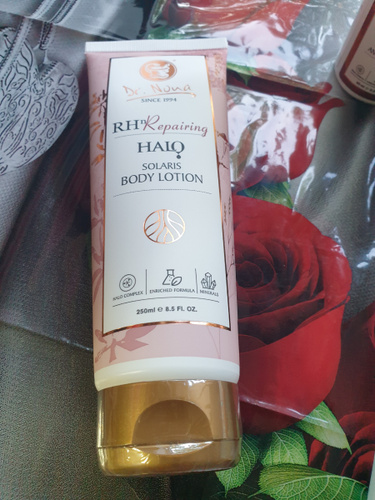 Dr. Nona
SINCE 1994
RHD Repairing
HALO
SOLARIS
BODY LOTION
HALO COMPLEX
ENRICHED FORMULA
MINERALS
250ml e 8.5 FL. OZ.